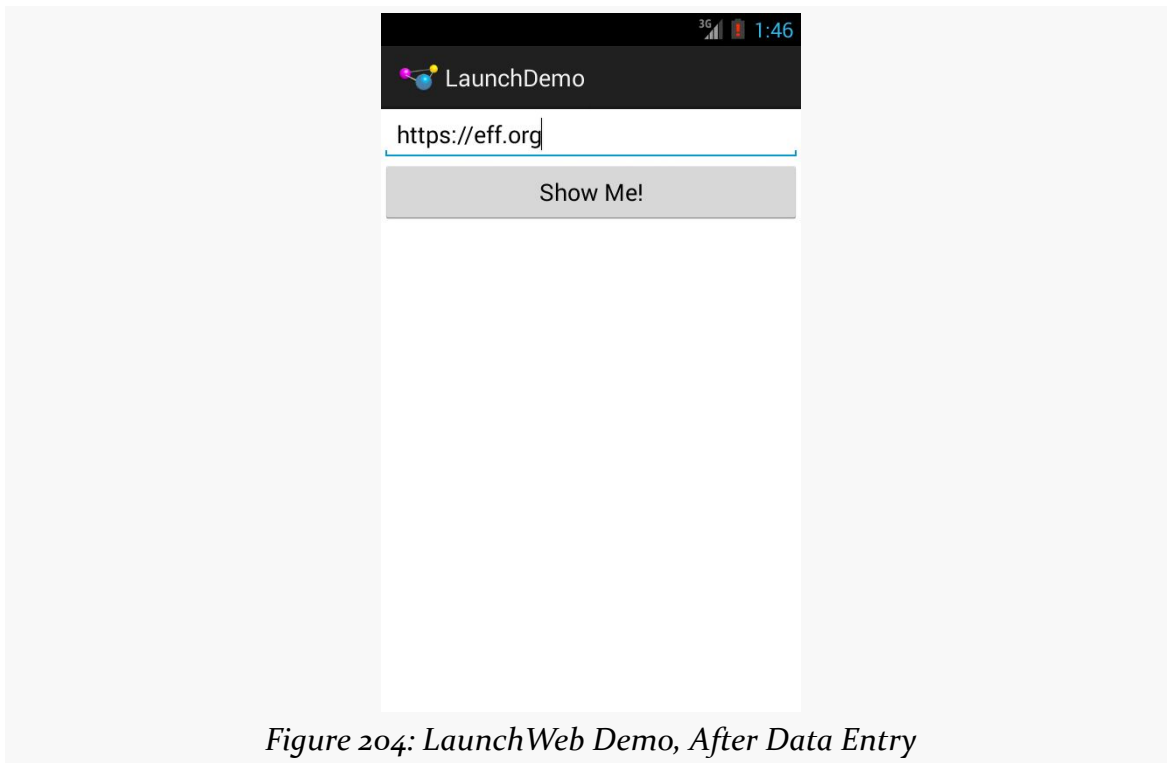 3G 1:46
LaunchDemo
https://eff.org
Show Me!
Figure 204: LaunchWeb Demo, After Data Entry